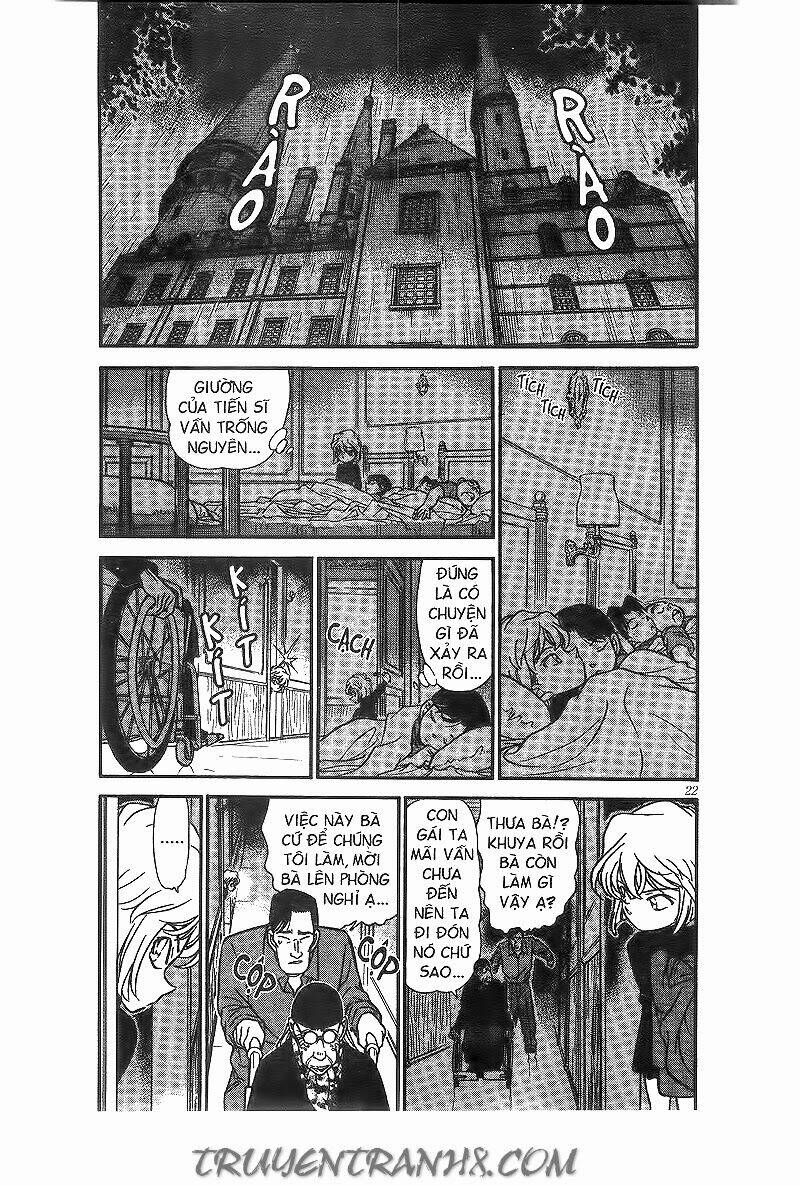 RÀO
RÀO
TÍCH
TÍCH
TÍCH
GIƯỜNG
CỦA TIẾN SĨ
VẪN TRỐNG
NGUYÊN...
ĐÚNG
LÀ CÓ
CHUYỆN
GÌ ĐÃ
XẢY RA
RỒI...
CẠCH
KÍT
KÍT
22
THƯA BÀ!?
KHUYA RỒI
BÀ CÒN
LÀM GÌ
VẬY Ạ?
CON
GÁI TA
MÃI VẪN
CHƯA
ĐẾN
NÊN TA
ĐI ĐÓN
NÓ CHỨ
SAO...
VIỆC NÀY BÀ
CỨ ĐỂ CHÚNG
TÔI LÀM, MỜI
BÀ LÊN PHÒNG
NGHỈ Ạ...
CỘP
CỘP
.....
TRUYENTRANH8.COM